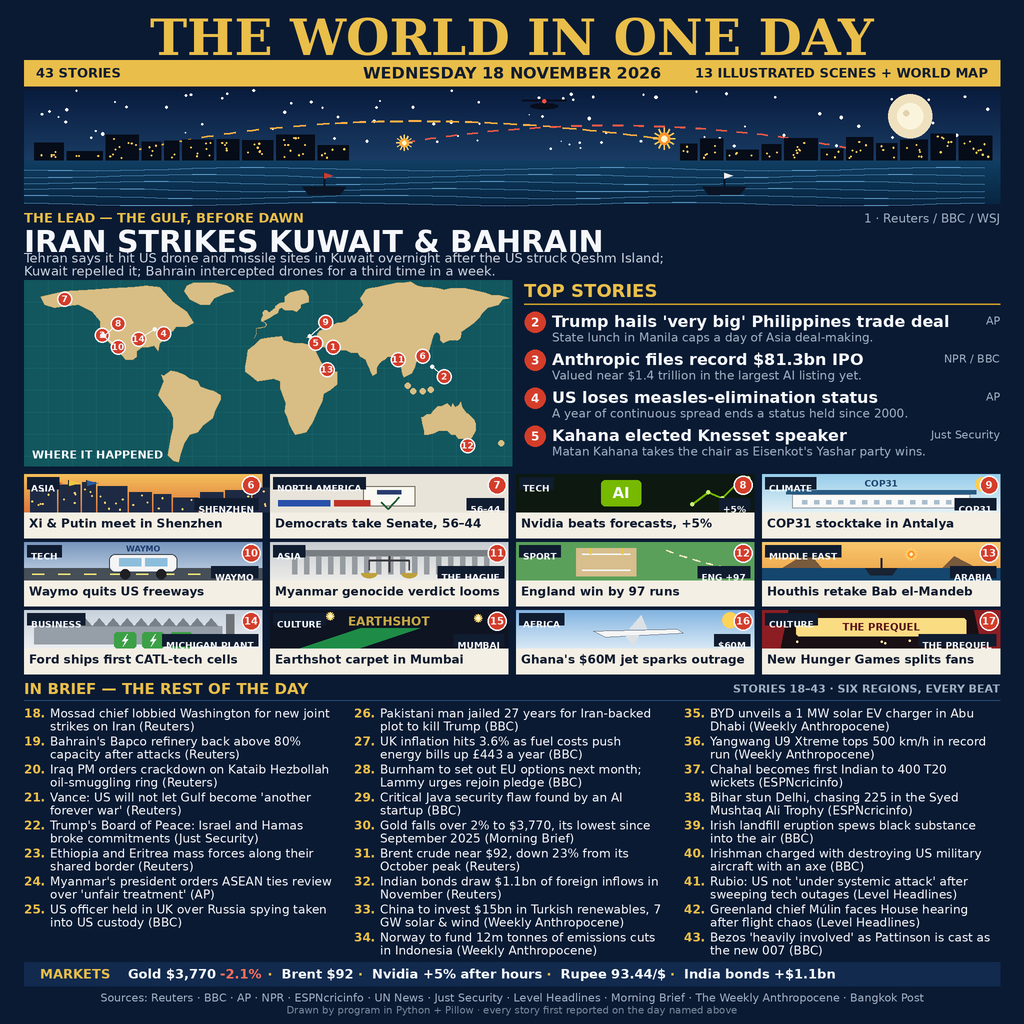 THE WORLD IN ONE DAY
43 STORIES
WEDNESDAY 18 NOVEMBER 2026
13 ILLUSTRATED SCENES + WORLD MAP
THE LEAD — THE GULF, BEFORE DAWN
1 · Reuters / BBC / WSJ
IRAN STRIKES KUWAIT & BAHRAIN
Tehran says it hit US drone and missile sites in Kuwait overnight after the US struck Qeshm Island;
Kuwait repelled it; Bahrain intercepted drones for a third time in a week.
7
8
9
14
4
10
5
1
11
6
13
2
12
WHERE IT HAPPENED
TOP STORIES
2 Trump hails 'very big' Philippines trade deal AP
State lunch in Manila caps a day of Asia deal-making.
3 Anthropic files record $81.3bn IPO NPR / BBC
Valued near $1.4 trillion in the largest AI listing yet.
4 US loses measles-elimination status AP
A year of continuous spread ends a status held since 2000.
5 Kahana elected Knesset speaker Just Security
Matan Kahana takes the chair as Eisenkot's Yashar party wins.
ASIA
6
SHENZHEN
Xi & Putin meet in Shenzhen
NORTH AMERICA
7
56–44
Democrats take Senate, 56–44
TECH
AI
8
+5%
Nvidia beats forecasts, +5%
CLIMATE
COP31
9
COP31
COP31 stocktake in Antalya
TECH
WAYMO
10
WAYMO
Waymo quits US freeways
ASIA
11
THE HAGUE
Myanmar genocide verdict looms
SPORT
12
ENG +97
England win by 97 runs
MIDDLE EAST
13
ARABIA
Houthis retake Bab el-Mandeb
BUSINESS
14
MICHIGAN PLANT
Ford ships first CATL-tech cells
CULTURE
EARTHSHOT
15
MUMBAI
Earthshot carpet in Mumbai
AFRICA
16
$60M
Ghana's $60M jet sparks outrage
CULTURE
THE PREQUEL
17
THE PREQUEL
New Hunger Games splits fans
IN BRIEF — THE REST OF THE DAY
STORIES 18–43 · SIX REGIONS, EVERY BEAT
18. Mossad chief lobbied Washington for new joint
strikes on Iran (Reuters)
19. Bahrain's Bapco refinery back above 80%
capacity after attacks (Reuters)
20. Iraq PM orders crackdown on Kataib Hezbollah
oil-smuggling ring (Reuters)
21. Vance: US will not let Gulf become 'another
forever war' (Reuters)
22. Trump's Board of Peace: Israel and Hamas
broke commitments (Just Security)
23. Ethiopia and Eritrea mass forces along their
shared border (Reuters)
24. Myanmar's president orders ASEAN ties review
over 'unfair treatment' (AP)
25. US officer held in UK over Russia spying taken
into US custody (BBC)
26. Pakistani man jailed 27 years for Iran-backed
plot to kill Trump (BBC)
27. UK inflation hits 3.6% as fuel costs push
energy bills up £443 a year (BBC)
28. Burnham to set out EU options next month;
Lammy urges rejoin pledge (BBC)
29. Critical Java security flaw found by an AI
startup (BBC)
30. Gold falls over 2% to $3,770, its lowest since
September 2025 (Morning Brief)
31. Brent crude near $92, down 23% from its
October peak (Reuters)
32. Indian bonds draw $1.1bn of foreign inflows in
November (Reuters)
33. China to invest $15bn in Turkish renewables, 7
GW solar & wind (Weekly Anthropocene)
34. Norway to fund 12m tonnes of emissions cuts
in Indonesia (Weekly Anthropocene)
35. BYD unveils a 1 MW solar EV charger in Abu
Dhabi (Weekly Anthropocene)
36. Yangwang U9 Xtreme tops 500 km/h in record
run (Weekly Anthropocene)
37. Chahal becomes first Indian to 400 T20
wickets (ESPNcricinfo)
38. Bihar stun Delhi, chasing 225 in the Syed
Mushtaq Ali Trophy (ESPNcricinfo)
39. Irish landfill eruption spews black substance
into the air (BBC)
40. Irishman charged with destroying US military
aircraft with an axe (BBC)
41. Rubio: US not 'under systemic attack' after
sweeping tech outages (Level Headlines)
42. Greenland chief Múlin faces House hearing
after flight chaos (Level Headlines)
43. Bezos 'heavily involved' as Pattinson is cast as
the new 007 (BBC)
MARKETS Gold $3,770 -2.1% · Brent $92 · Nvidia +5% after hours · Rupee 93.44/$ · India bonds +$1.1bn
Sources: Reuters · BBC · AP · NPR · ESPNcricinfo · UN News · Just Security · Level Headlines · Morning Brief · The Weekly Anthropocene · Bangkok Post
Drawn by program in Python + Pillow · every story first reported on the day named above